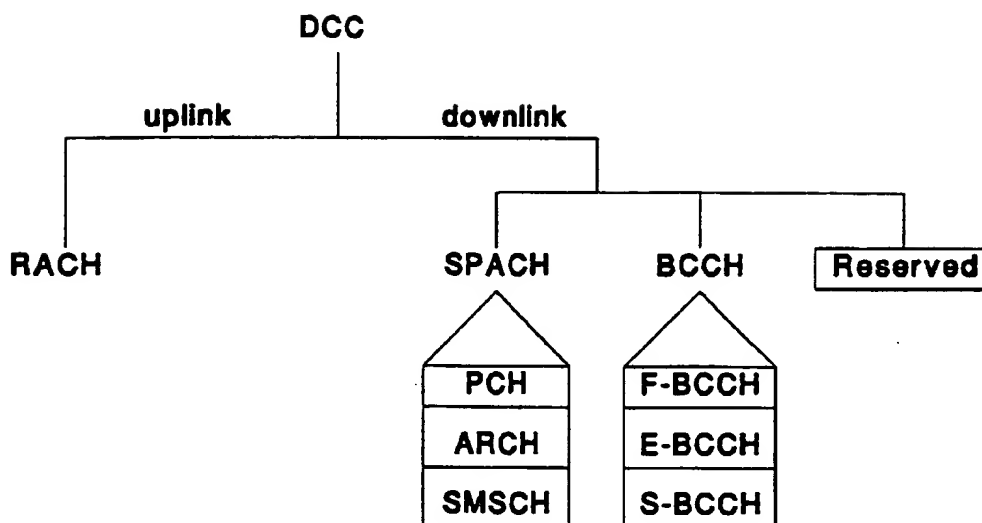 DCC
uplink downlink
RACH SPACH BCCH Reserved
PCH F-BCCH
ARCH E-BCCH
SMSCH S-BCCH